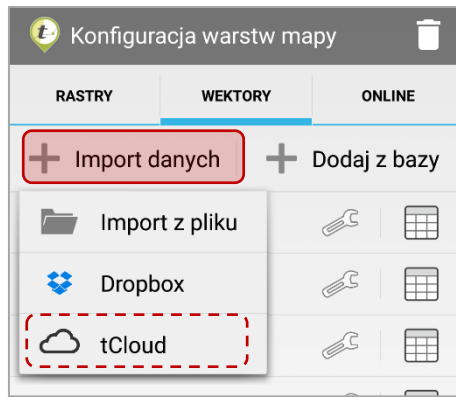 t Konfiguracja warstw mapy
RASTRY WEKTORY ONLINE
+ Import danych + Dodaj z bazy
Import z pliku
Dropbox
tCloud